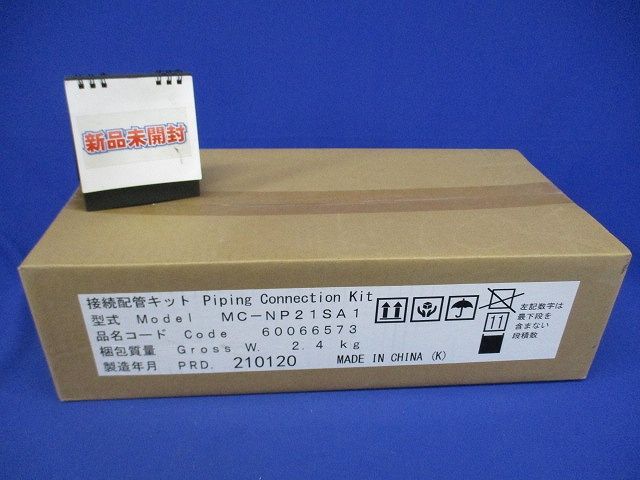 新品未開封
接続配管キット Piping Connection Kit
型式 Model MC-NP21SA1
品名コード Code 60066573
梱包質量 Gross W. 2.4 kg
製造年月 PRD. 210120 MADE IN CHINA (K)
11
左記数字は
最下段を
含まない
段積数